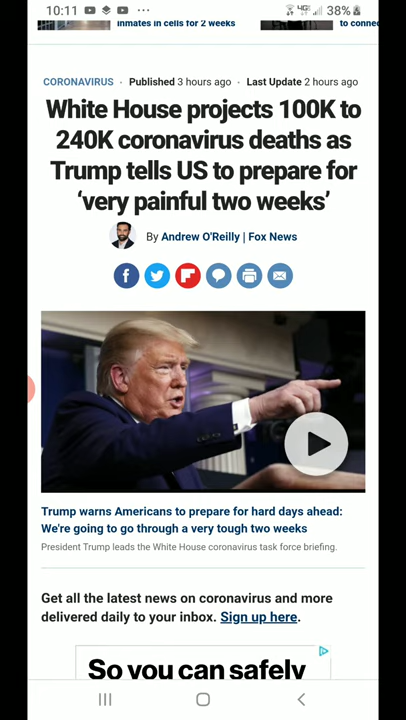 10:11
4G
38%
inmates in cells for 2 weeks
to connec
CORONAVIRUS · Published 3 hours ago · Last Update 2 hours ago
White House projects 100K to
240K coronavirus deaths as
Trump tells US to prepare for
‘very painful two weeks’
By Andrew O'Reilly | Fox News
Trump warns Americans to prepare for hard days ahead:
We're going to go through a very tough two weeks
President Trump leads the White House coronavirus task force briefing.
Get all the latest news on coronavirus and more
delivered daily to your inbox. Sign up here.
So you can safely